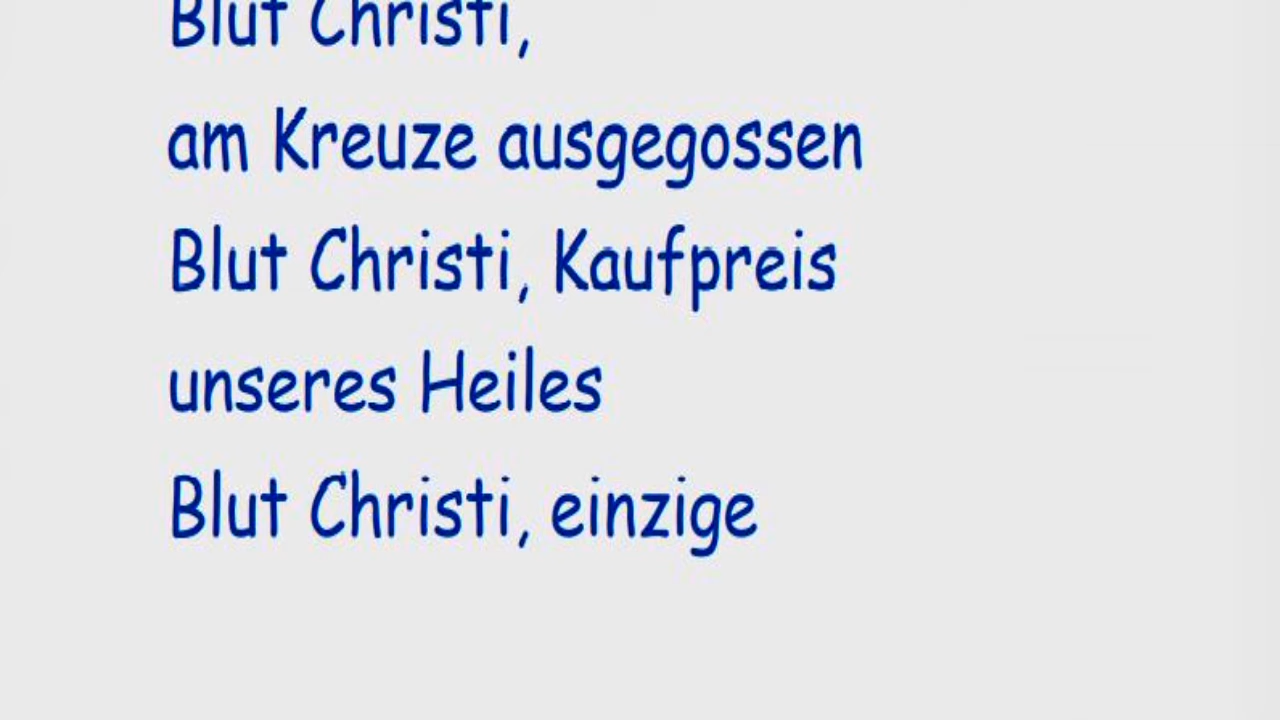 Blut Christi,
am Kreuze ausgegossen
Blut Christi, Kaufpreis
unseres Heiles
Blut Christi, einzige